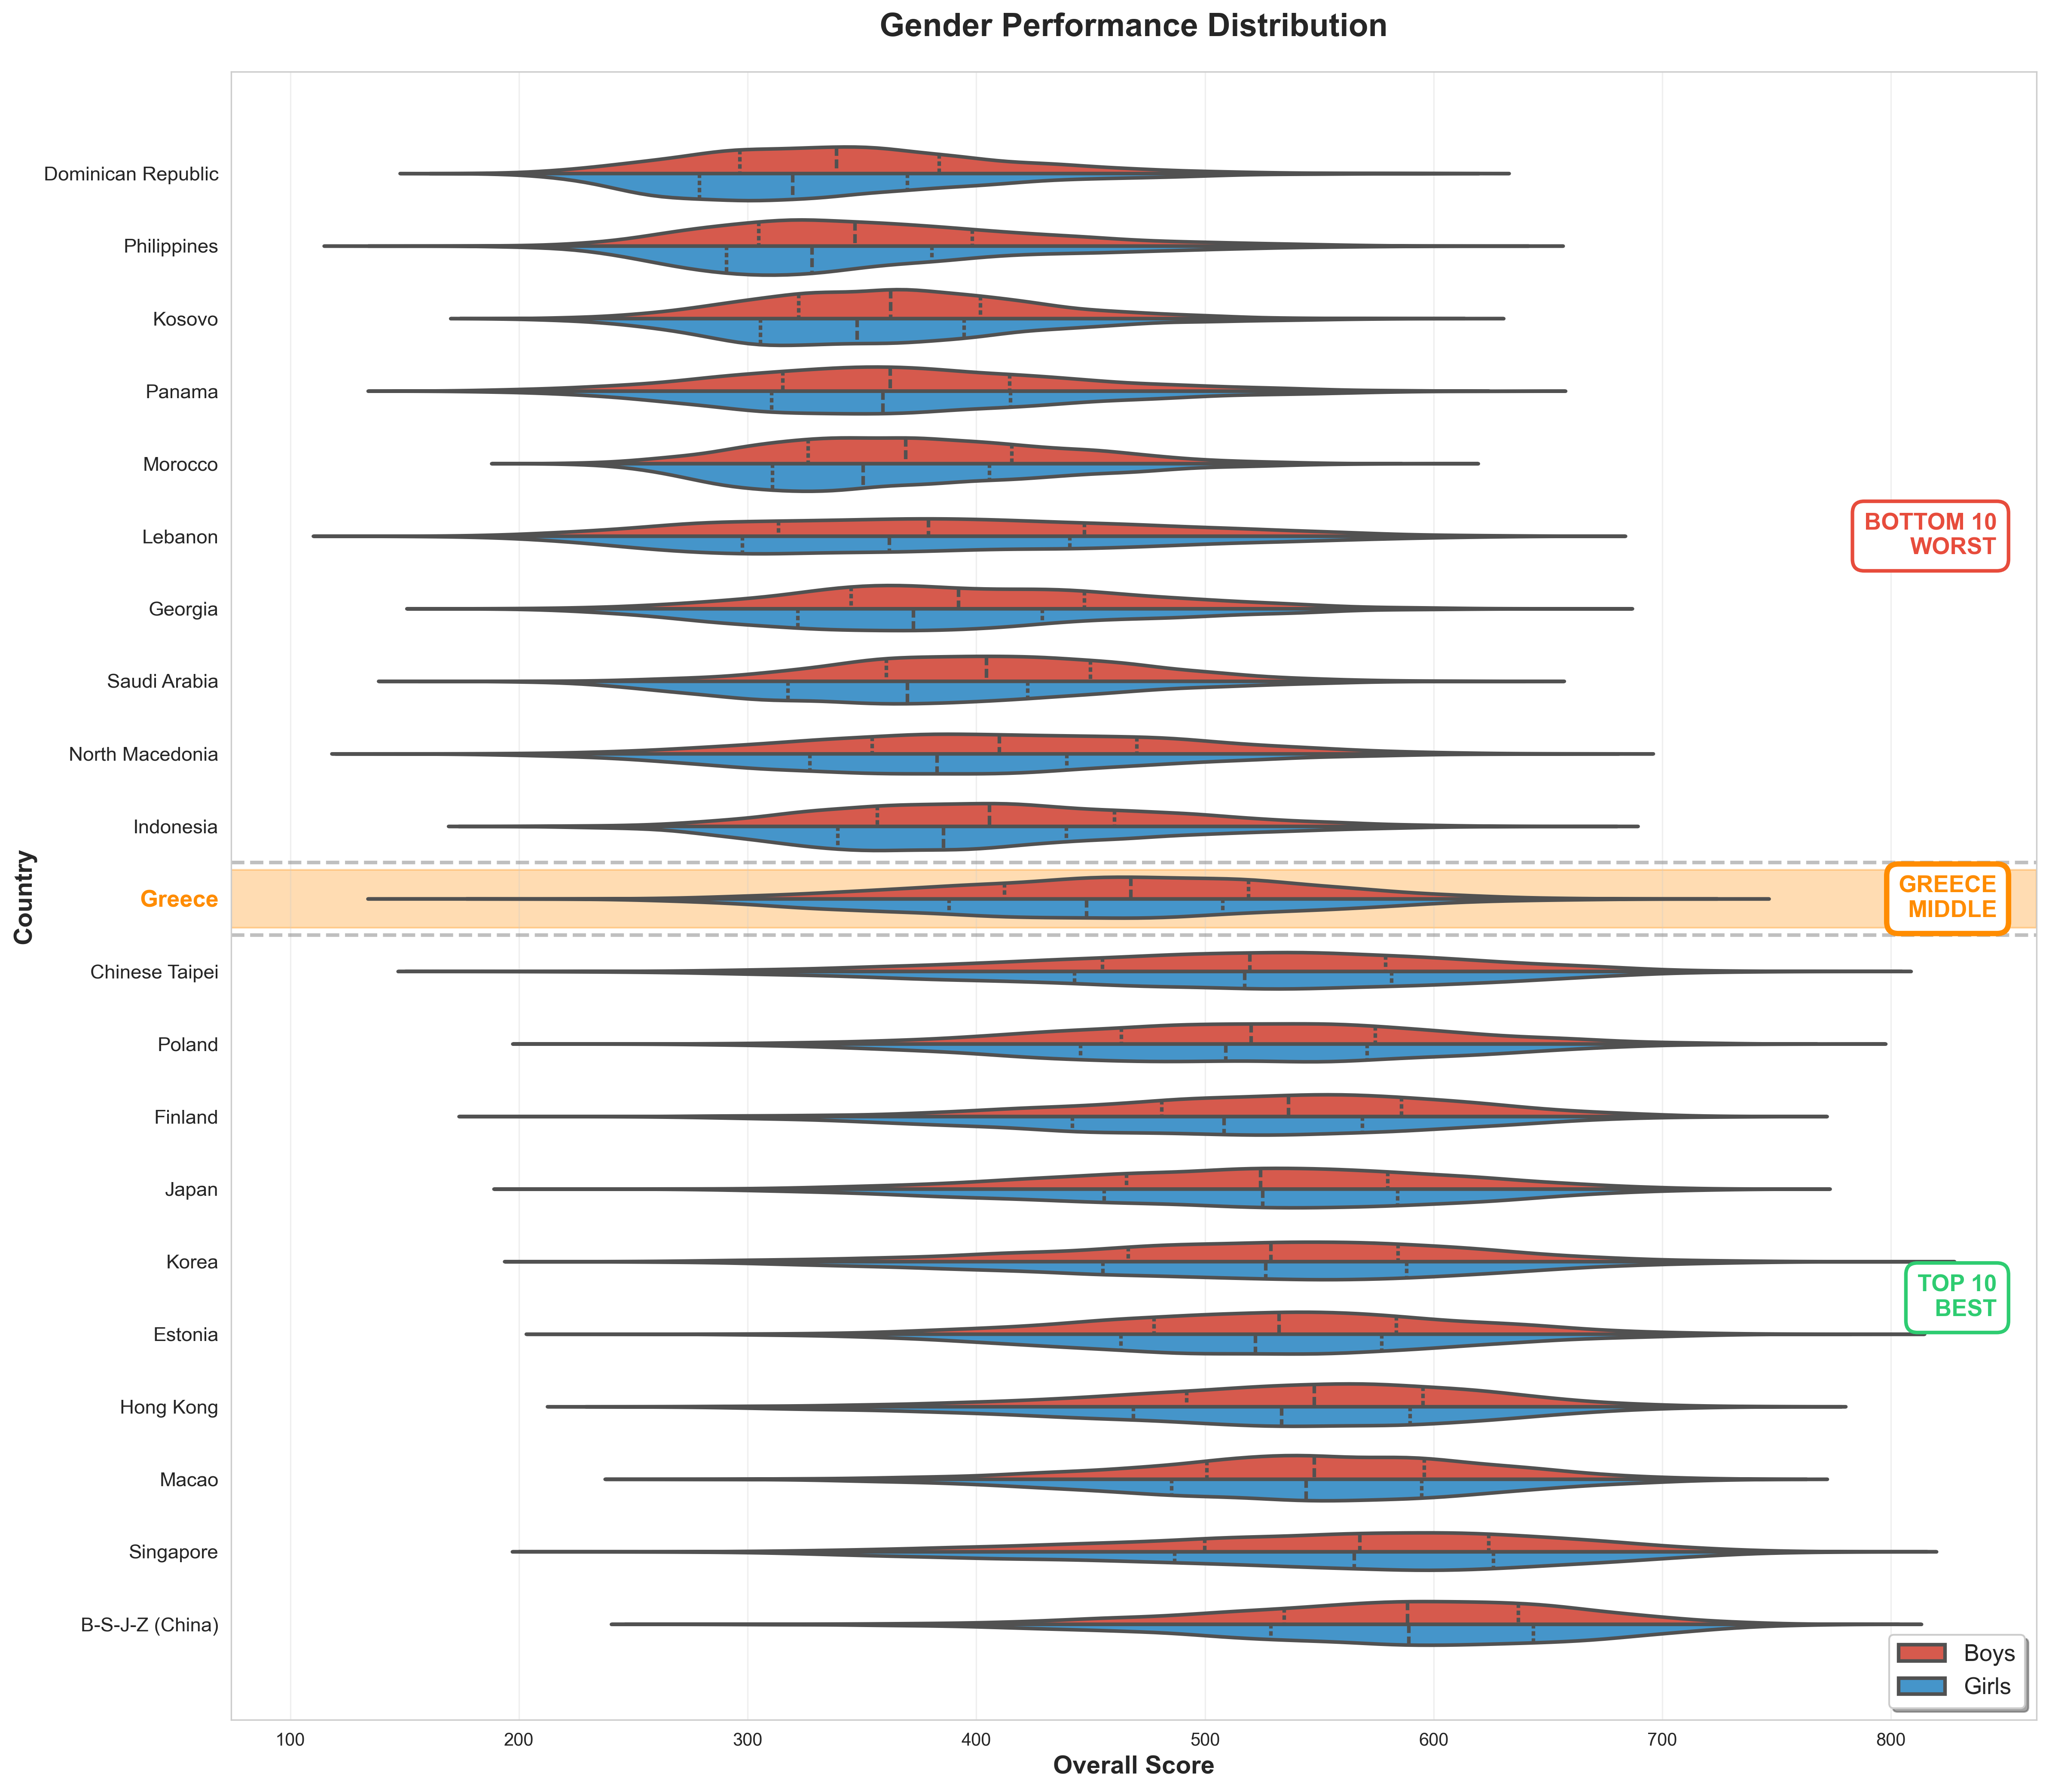 Gender Performance Distribution
Country
Dominican Republic
Philippines
Kosovo
Panama
Morocco
Lebanon
Georgia
Saudi Arabia
North Macedonia
Indonesia
Greece
Chinese Taipei
Poland
Finland
Japan
Korea
Estonia
Hong Kong
Macao
Singapore
B-S-J-Z (China)
BOTTOM 10
WORST
GREECE
MIDDLE
TOP 10
BEST
Boys
Girls
100 200 300 400 500 600 700 800
Overall Score